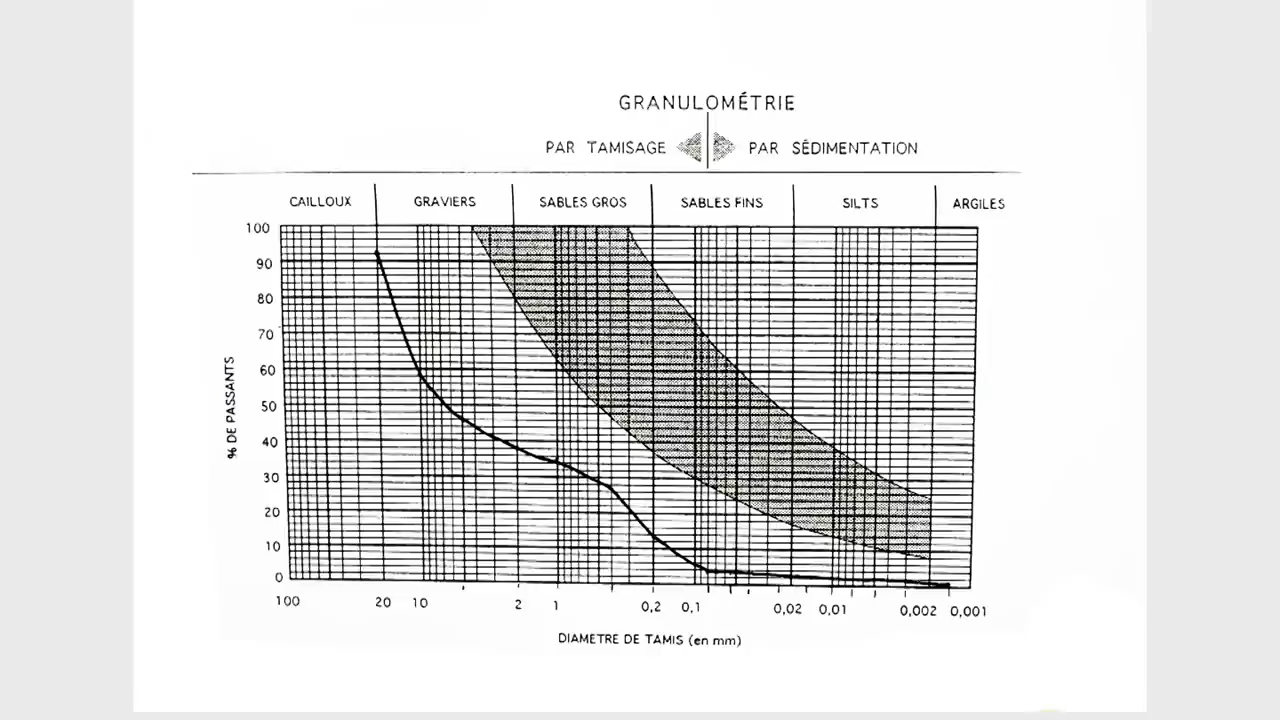 GRANULOMÉTRIE
PAR TAMISAGE PAR SÉDIMENTATION
CAILLOUX GRAVIERS SABLES GROS SABLES FINS SILTS ARGILES
100
90
80
70
60
50
40
30
20
10
0
% DE PASSANTS
100 20 10 2 1 0,2 0,1 0,02 0,01 0,002 0,001
DIAMETRE DE TAMIS (en mm)